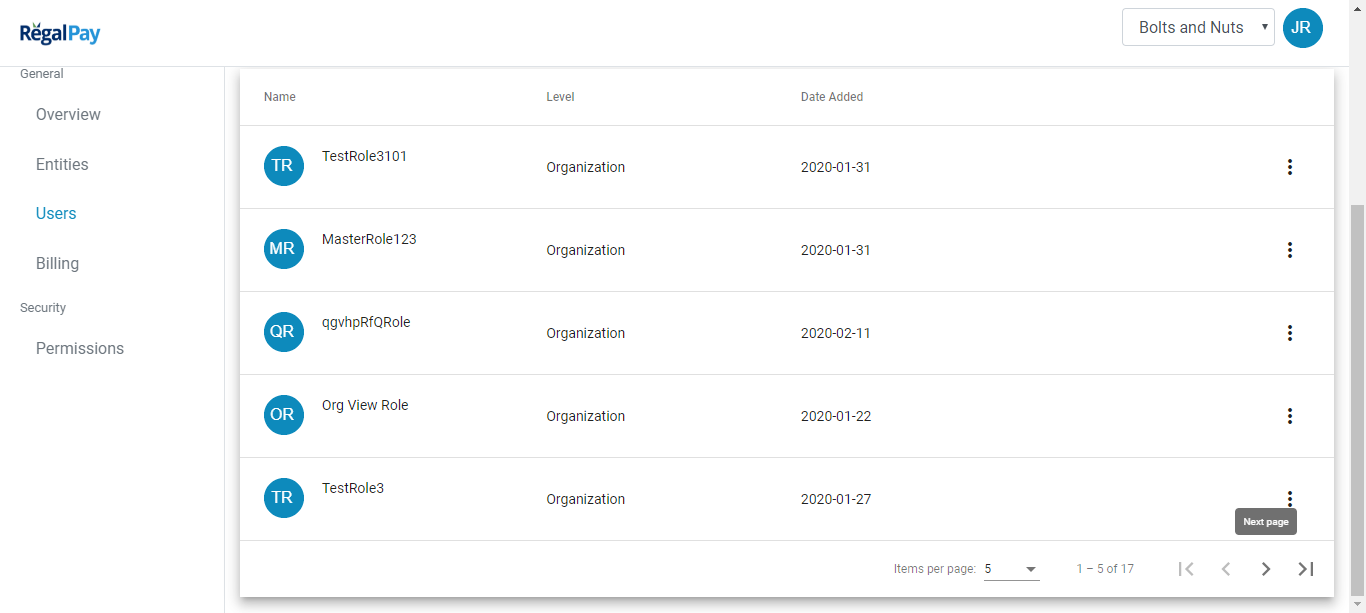 RegalPay
Bolts and Nuts
JR
General
Overview
Entities
Users
Billing
Security
Permissions
Name Level Date Added
TR TestRole3101 Organization 2020-01-31
MR MasterRole123 Organization 2020-01-31
QR qgvhpRfQRole Organization 2020-02-11
OR Org View Role Organization 2020-01-22
TR TestRole3 Organization 2020-01-27
Next page
Items per page: 5 1 – 5 of 17